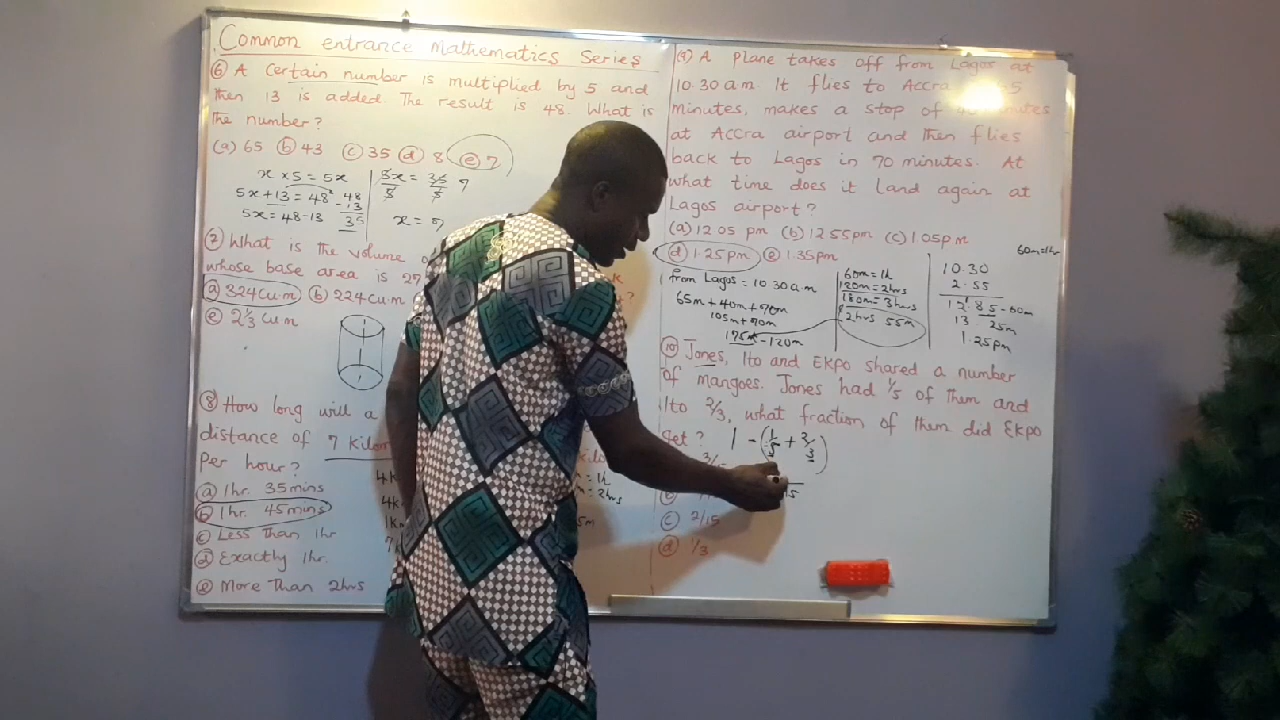 Common entrance Mathematics Series
⑥ A certain number is multiplied by 5 and
then 13 is added. The result is 48. What is
the number?
(a) 65 (b) 43 (c) 35 (d) 8 (e) 7
x × 5 = 5x
5x + 13 = 48
5x = 48 - 13
48
- 13
35
5x = 35 7
5 5
x = 7
⑦ What is the volume
whose base area is 27
(a) 324 cu.m (b) 224 cu.m
(e) 2⅓ cu.m
⑧ How long will a
distance of 7 kilom
Per hour?
(a) 1hr. 35mins
(b) 1hr. 45mins
(c) Less Than 1hr
(d) Exactly 1hr.
(e) More Than 2hrs
(9) A plane takes off from Lagos at
10.30 am It flies to Accra
minutes, makes a stop of
at Accra airport and then flies
back to Lagos in 70 minutes. At
what time does it land again at
Lagos airport?
(a) 12.05 pm (b) 12.55pm (c) 1.05pm
(d) 1.25pm (e) 1.35pm
from Lagos = 10.30 a.m
65m + 40m + 70m
105m + 70m
175m - 120m
60m = 1h
120m = 2hrs
180m = 3hrs
2hrs 55m
60m=1hr
10.30
2.55
12 85 - 60m
13 - 25m
1.25pm
⑩ Jones, Ito and Ekpo shared a number
of mangoes. Jones had 1/5 of them and
Ito 2/3, what fraction of them did Ekpo
get?
1 - (1/5 + 2/3)
15
(c) 2/15
(d) 1/3